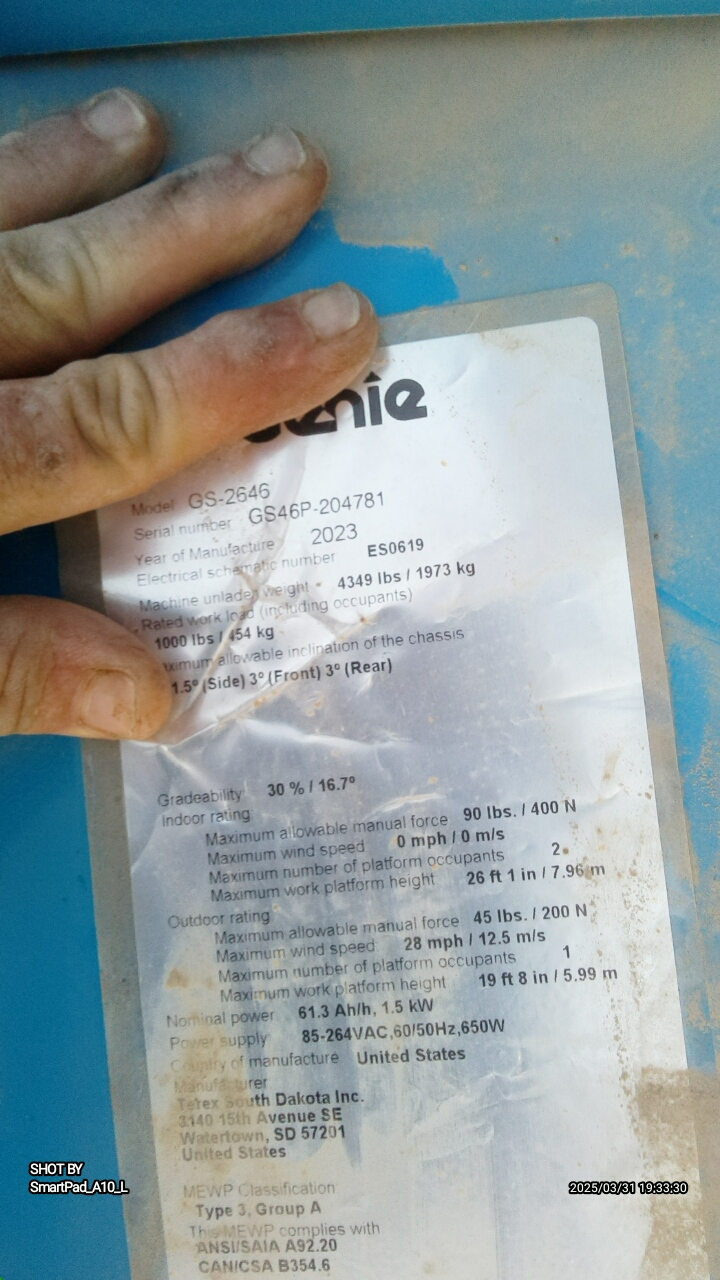 Genie
Model GS-2646
Serial number GS46P-204781
Year of Manufacture 2023
Electrical schematic number ES0619
Machine unladen weight 4349 lbs / 1973 kg
Rated work load (including occupants)
1000 lbs / 454 kg
Maximum allowable inclination of the chassis
1.5° (Side) 3° (Front) 3° (Rear)
Gradeability 30 % / 16.7°
Indoor rating
Maximum allowable manual force 90 lbs. / 400 N
Maximum wind speed 0 mph / 0 m/s
Maximum number of platform occupants 2
Maximum work platform height 26 ft 1 in / 7.96 m
Outdoor rating
Maximum allowable manual force 45 lbs. / 200 N
Maximum wind speed 28 mph / 12.5 m/s
Maximum number of platform occupants 1
Maximum work platform height 19 ft 8 in / 5.99 m
Nominal power 61.3 Ah/h, 1.5 kW
Power supply 85-264VAC,60/50Hz,650W
Country of manufacture United States
Manufacturer
Terex South Dakota Inc.
3140 15th Avenue SE
Watertown, SD 57201
United States
MEWP Classification
Type 3, Group A
This MEWP complies with
ANSI/SAIA A92.20
CAN/CSA B354.6
SHOT BY
SmartPad_A10_L
2025/03/31 19:33:30